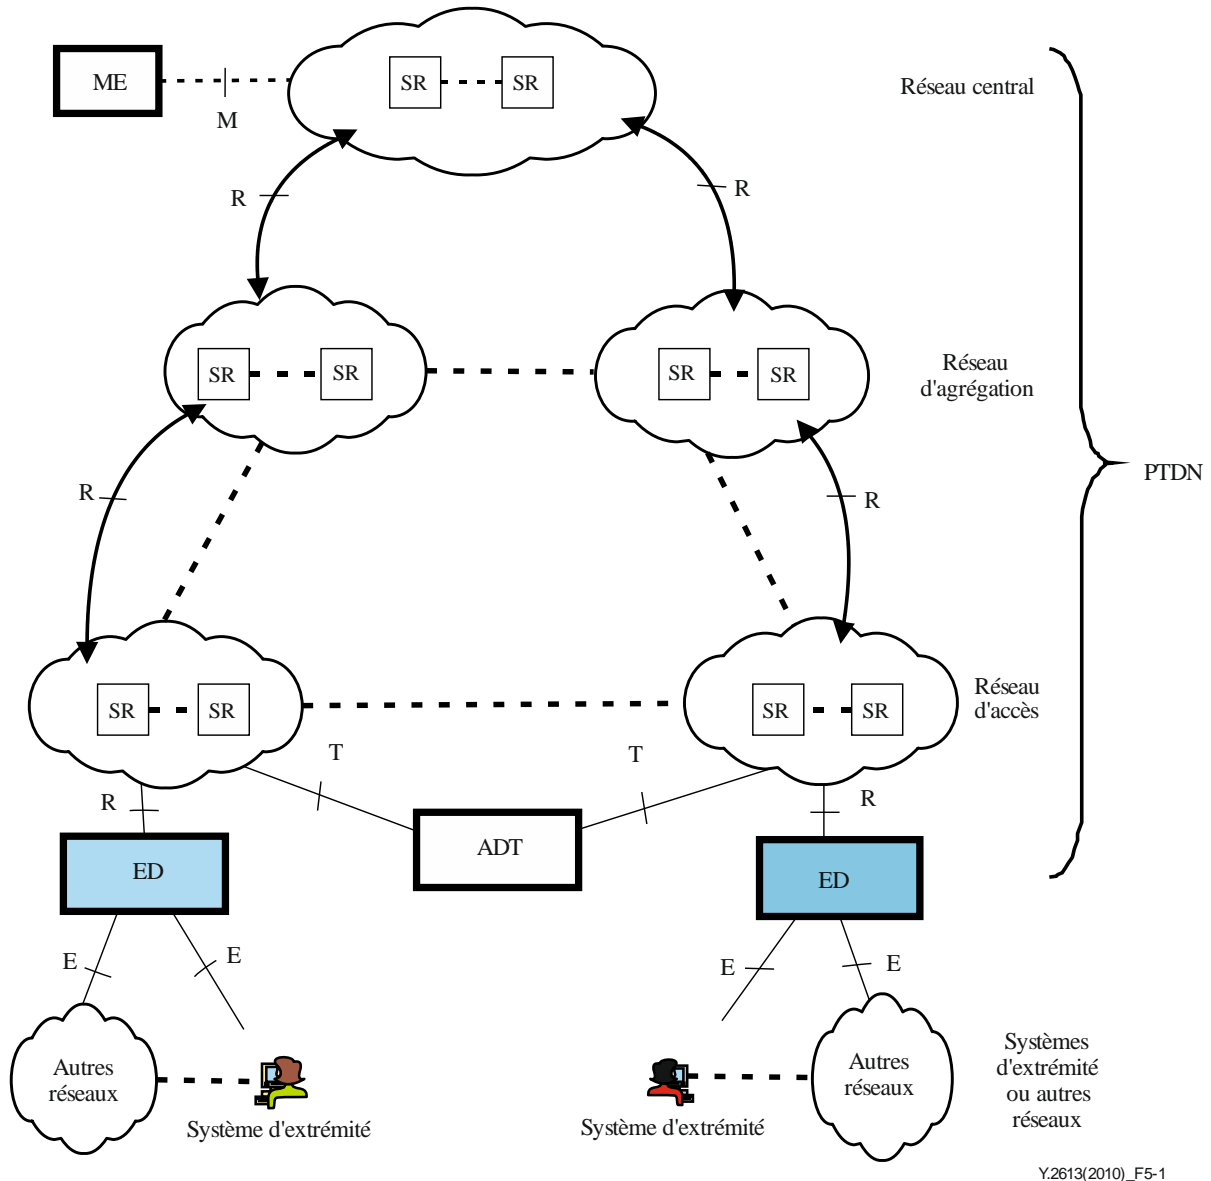 ME
SR
SR
Réseau central
M
R
R
SR
SR
SR
SR
Réseau
d'agrégation
PTDN
R
R
SR
SR
SR
SR
Réseau
d'accès
T
T
R
R
ADT
ED
ED
E
E
E
E
Autres
réseaux
Système d'extrémité
Système d'extrémité
Autres
réseaux
Systèmes
d'extrémité
ou autres
réseaux
Y.2613(2010)_F5-1